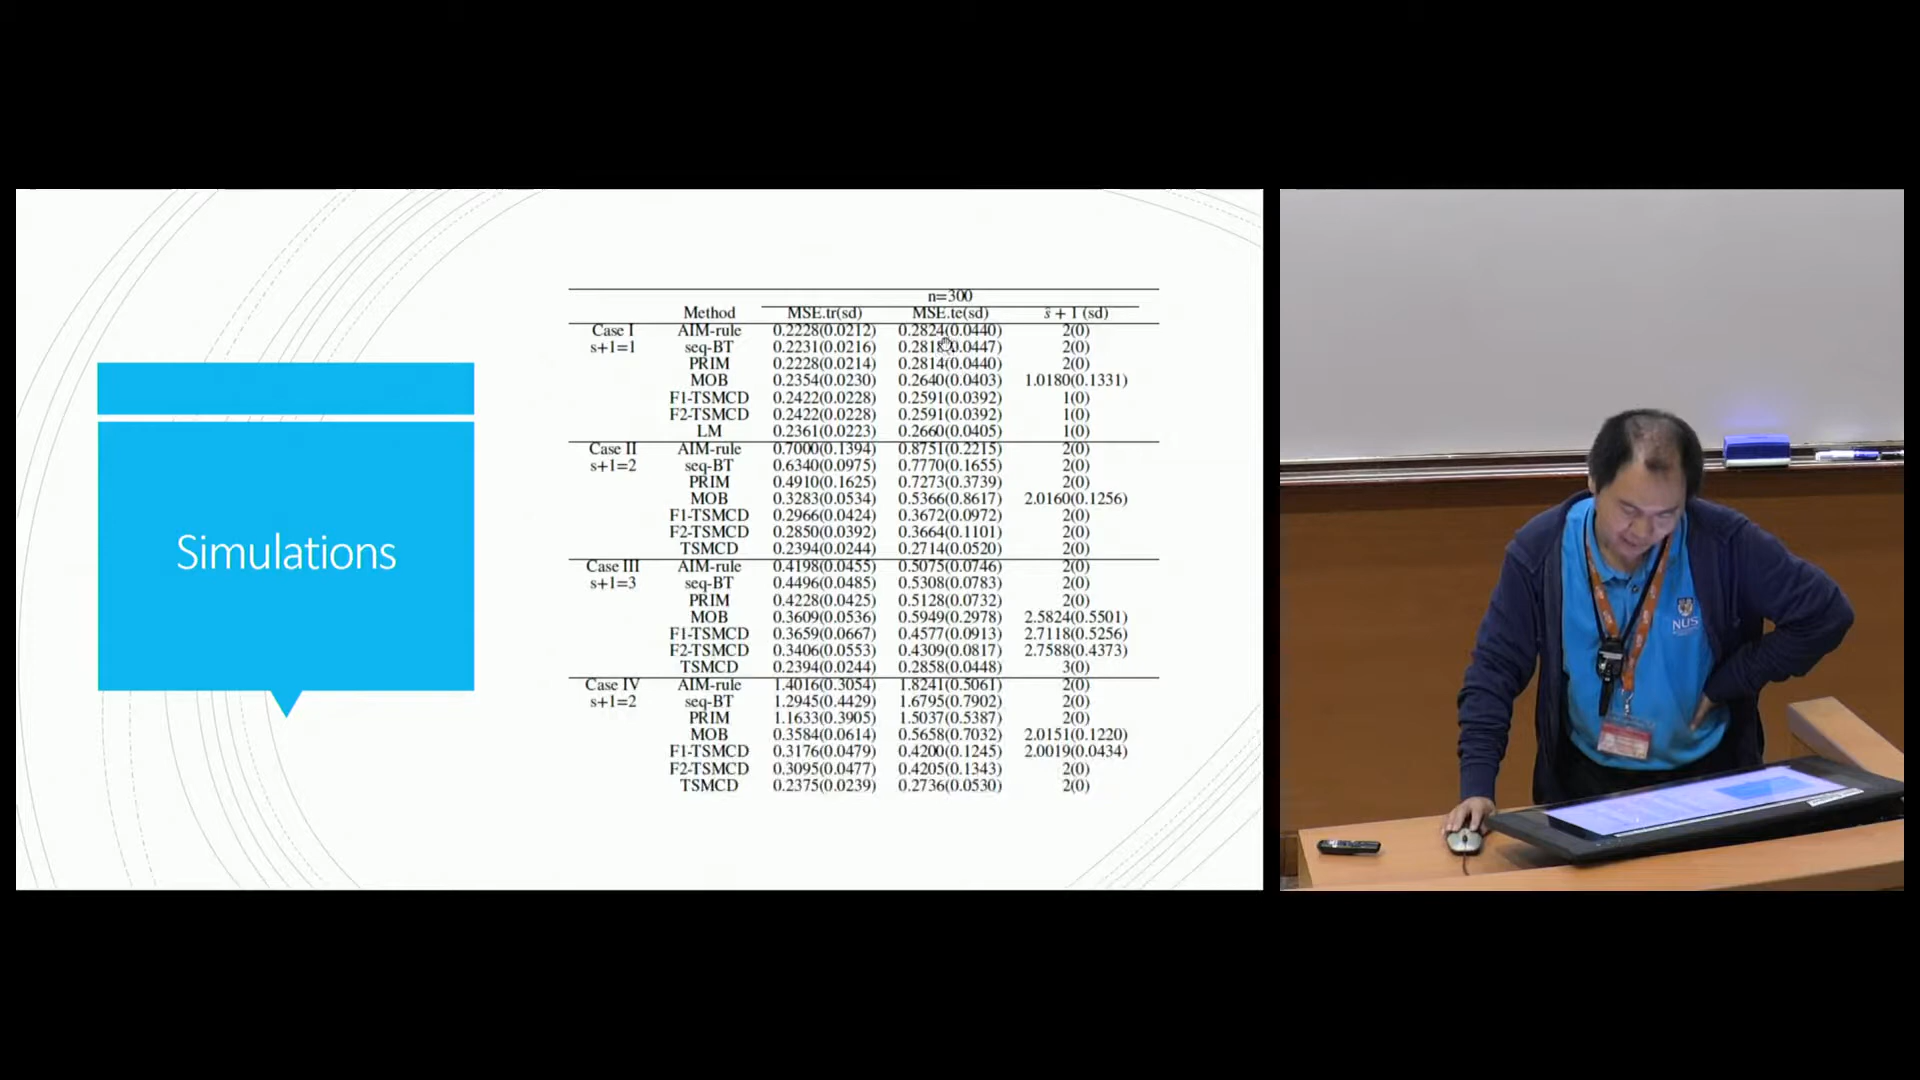 Simulations
n=300
Method MSE.tr(sd) MSE.te(sd) ŝ + 1 (sd)
Case I AIM-rule 0.2228(0.0212) 0.2824(0.0440) 2(0)
s+1=1 seq-BT 0.2231(0.0216) 2(0)
PRIM 0.2228(0.0214) 0.2814(0.0440) 2(0)
MOB 0.2354(0.0230) 0.2640(0.0403) 1.0180(0.1331)
F1-TSMCD 0.2422(0.0228) 0.2591(0.0392) 1(0)
F2-TSMCD 0.2422(0.0228) 0.2591(0.0392) 1(0)
LM 0.2361(0.0223) 0.2660(0.0405) 1(0)
Case II AIM-rule 0.7000(0.1394) 0.8751(0.2215) 2(0)
s+1=2 seq-BT 0.6340(0.0975) 0.7770(0.1655) 2(0)
PRIM 0.4910(0.1625) 0.7273(0.3739) 2(0)
MOB 0.3283(0.0534) 0.5366(0.8617) 2.0160(0.1256)
F1-TSMCD 0.2966(0.0424) 0.3672(0.0972) 2(0)
F2-TSMCD 0.2850(0.0392) 0.3664(0.1101) 2(0)
TSMCD 0.2394(0.0244) 0.2714(0.0520) 2(0)
Case III AIM-rule 0.4198(0.0455) 0.5075(0.0746) 2(0)
s+1=3 seq-BT 0.4496(0.0485) 0.5308(0.0783) 2(0)
PRIM 0.4228(0.0425) 0.5128(0.0732) 2(0)
MOB 0.3609(0.0536) 0.5949(0.2978) 2.5824(0.5501)
F1-TSMCD 0.3659(0.0667) 0.4577(0.0913) 2.7118(0.5256)
F2-TSMCD 0.3406(0.0553) 0.4309(0.0817) 2.7588(0.4373)
TSMCD 0.2394(0.0244) 0.2858(0.0448) 3(0)
Case IV AIM-rule 1.4016(0.3054) 1.8241(0.5061) 2(0)
s+1=2 seq-BT 1.2945(0.4429) 1.6795(0.7902) 2(0)
PRIM 1.1633(0.3905) 1.5037(0.5387) 2(0)
MOB 0.3584(0.0614) 0.5658(0.7032) 2.0151(0.1220)
F1-TSMCD 0.3176(0.0479) 0.4200(0.1245) 2.0019(0.0434)
F2-TSMCD 0.3095(0.0477) 0.4205(0.1343) 2(0)
TSMCD 0.2375(0.0239) 0.2736(0.0530) 2(0)
NUS